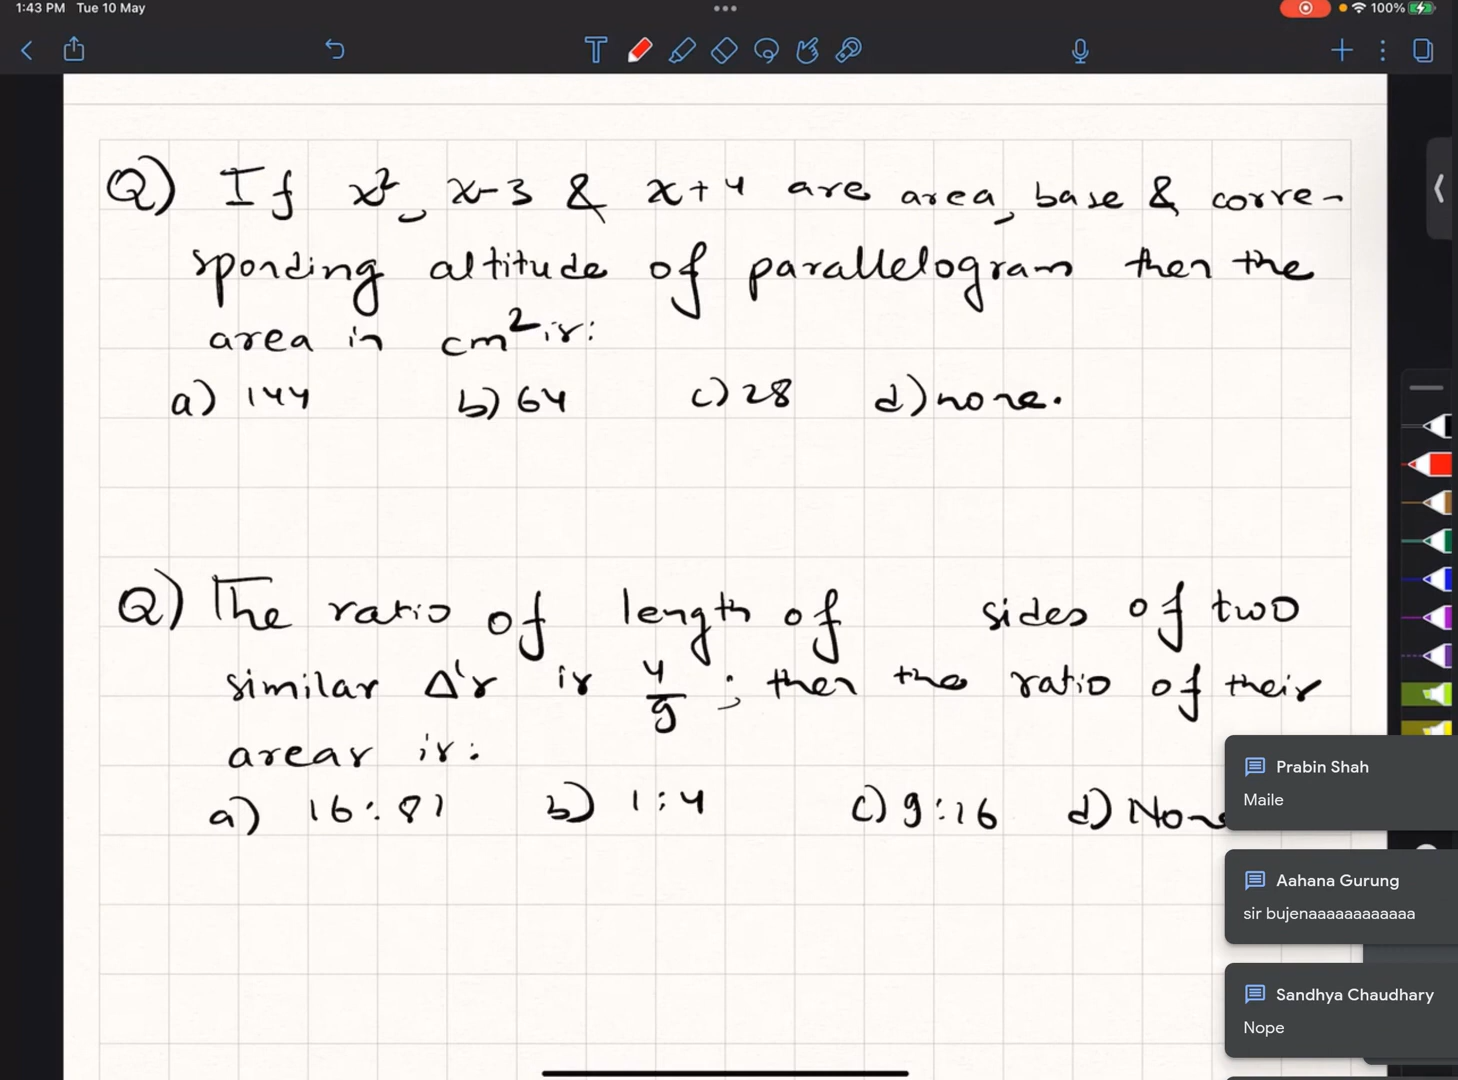 1:43 PM Tue 10 May
100%
Q) If x², x-3 & x+4 are area, base & corre-
sponding altitude of parallelogram then the
area in cm² is:
a) 144 b) 64 c) 28 d) none.
Q) The ratio of length of sides of two
similar Δ's is 4/9 ; then the ratio of their
areas is:
a) 16:81 b) 1:4 c) 9:16 d) None
Prabin Shah
Maile
Aahana Gurung
sir bujenaaaaaaaaaaaa
Sandhya Chaudhary
Nope